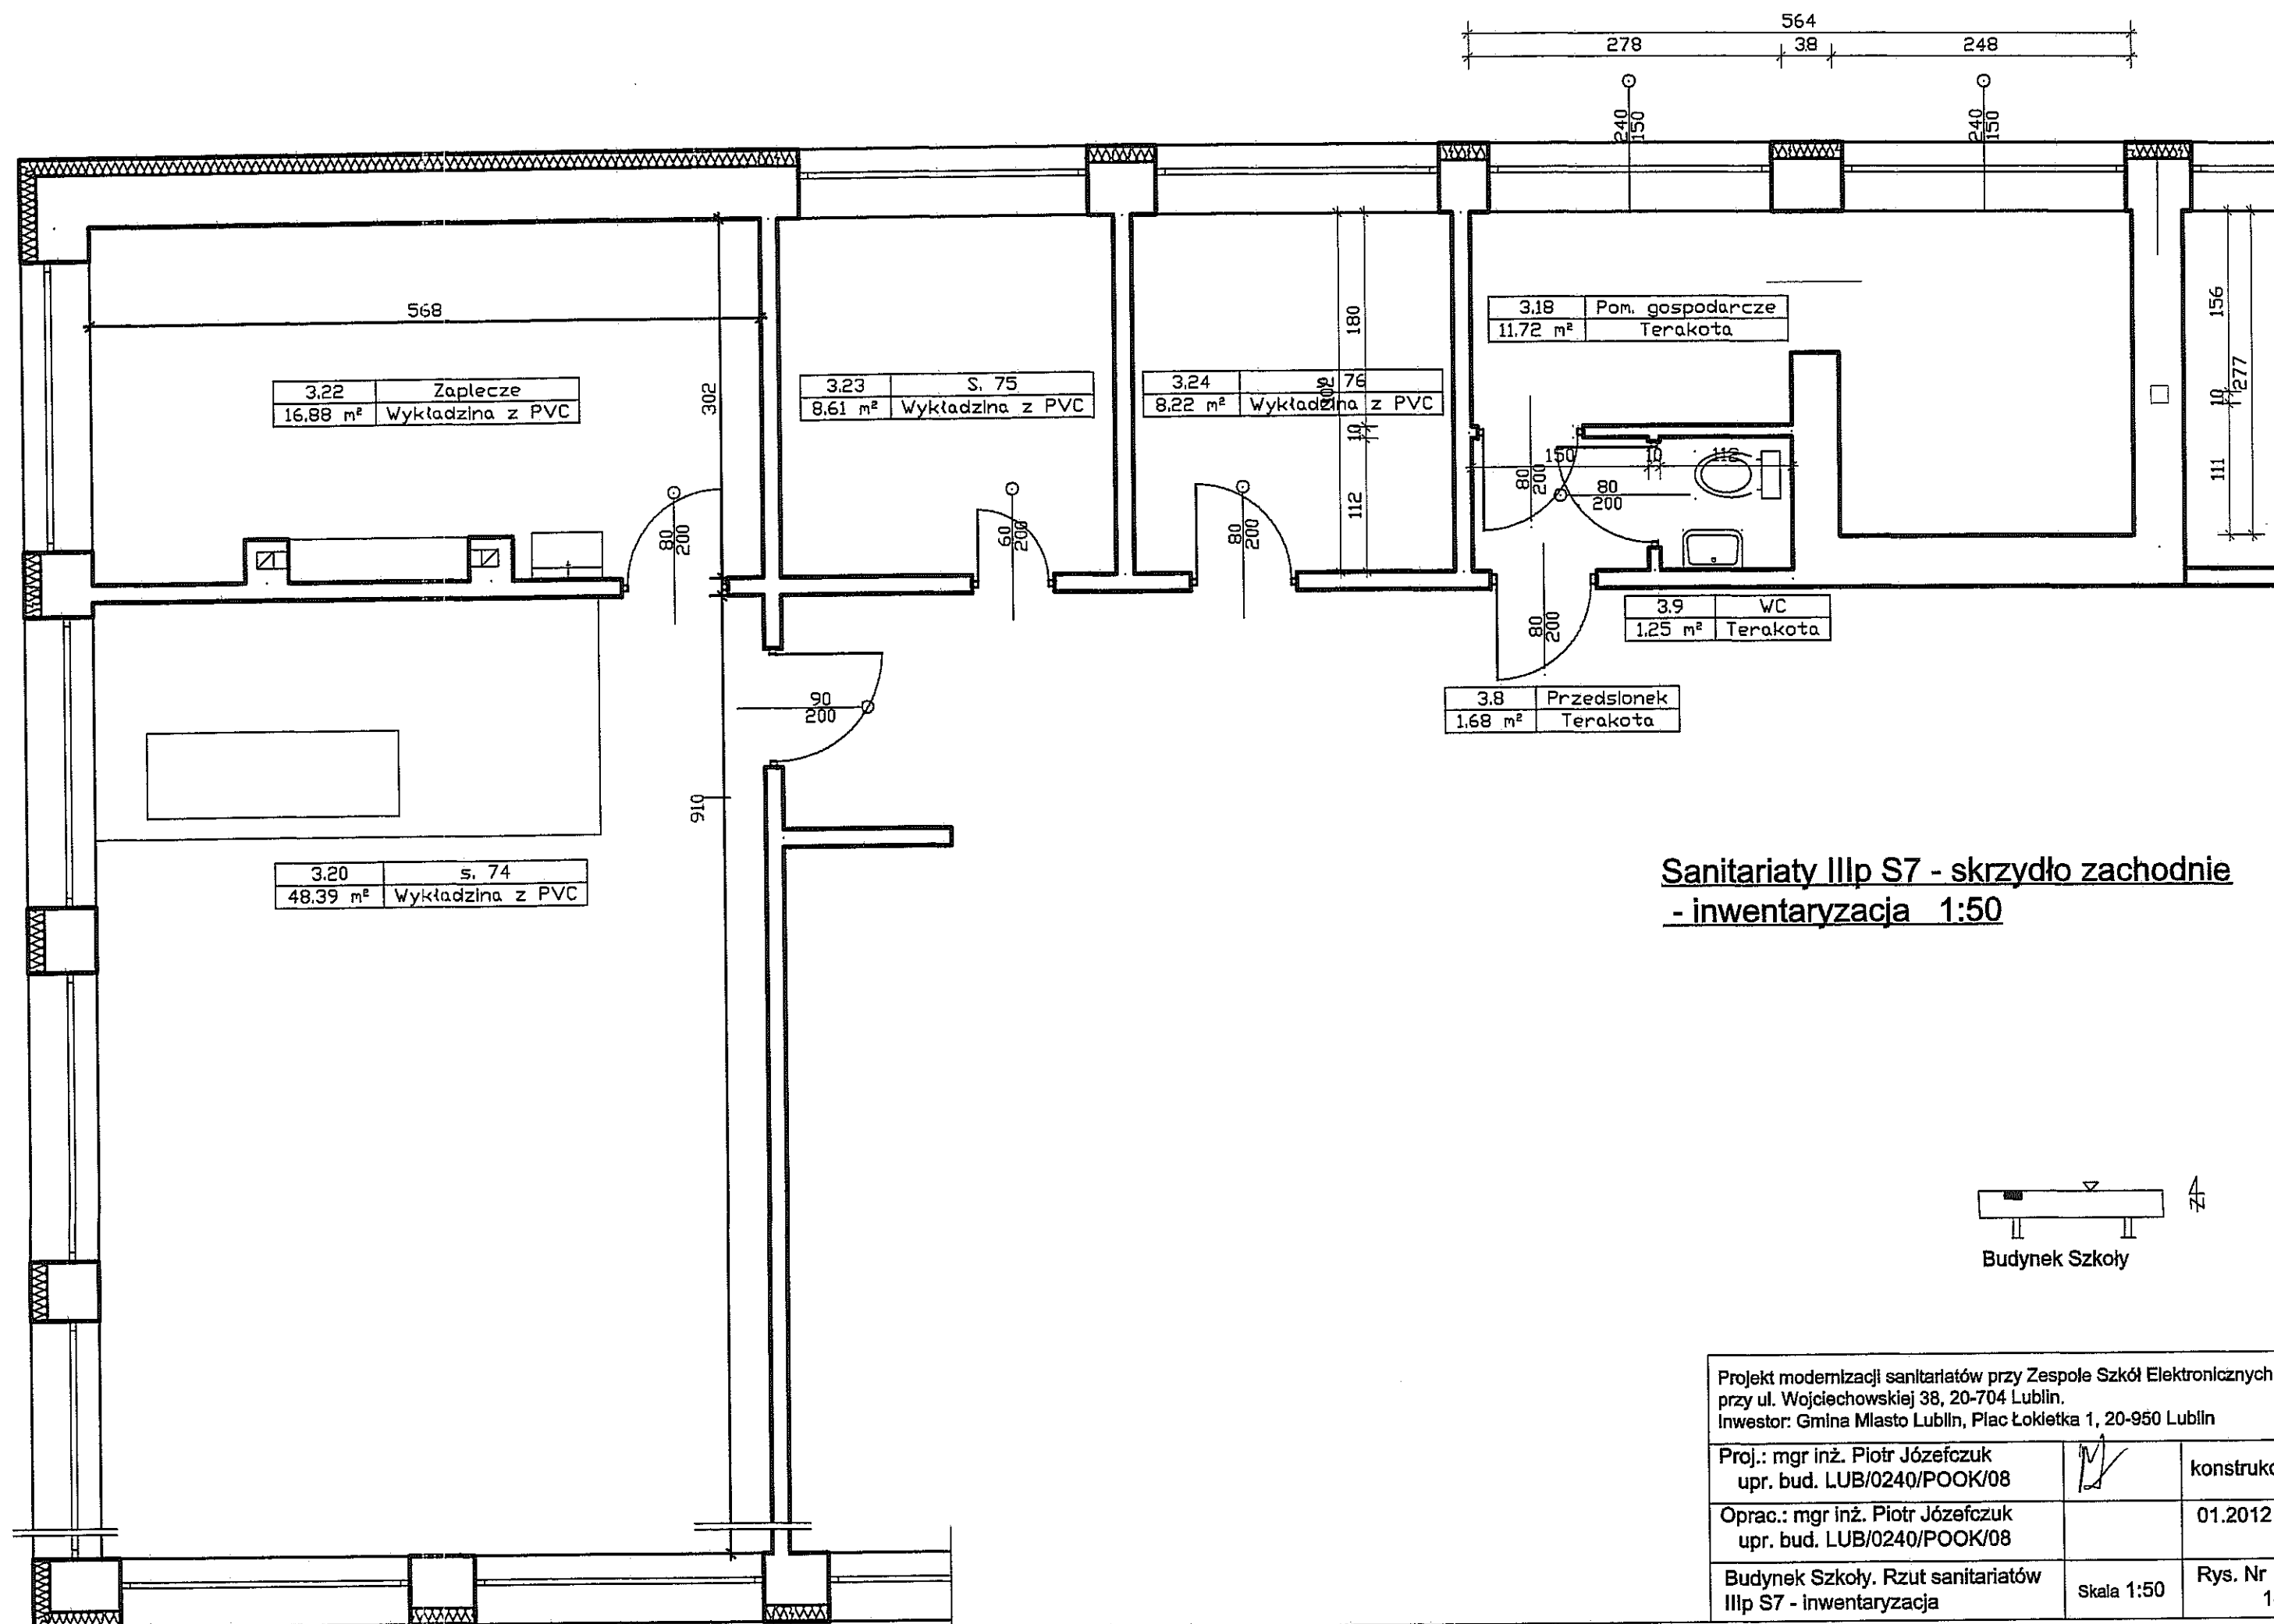 564
278 38 248
240
150
240
150
568
302
180
10
112
156
10
277
111
3.22 Zaplecze
16.88 m² Wykładzina z PVC
3.23 S. 75
8.61 m² Wykładzina z PVC
3.24 s. 76
8.22 m² Wykładzina z PVC
3.18 Pom. gospodarcze
11.72 m² Terakota
150 10 112
80
200
80
200
80
200
60
200
80
200
80
200
3.9 WC
1.25 m² Terakota
3.8 Przedsionek
1.68 m² Terakota
90
200
910
3.20 s. 74
48.39 m² Wykładzina z PVC
Sanitariaty IIIp S7 - skrzydło zachodnie
- inwentaryzacja 1:50
N
Budynek Szkoły
Projekt modernizacji sanitariatów przy Zespole Szkół Elektronicznych
przy ul. Wojciechowskiej 38, 20-704 Lublin.
Inwestor: Gmina Miasto Lublin, Plac Łokietka 1, 20-950 Lublin
Proj.: mgr inż. Piotr Józefczuk
upr. bud. LUB/0240/POOK/08
Oprac.: mgr inż. Piotr Józefczuk
upr. bud. LUB/0240/POOK/08
01.2012
Budynek Szkoły. Rzut sanitariatów
IIIp S7 - inwentaryzacja
Skala 1:50
Rys. Nr